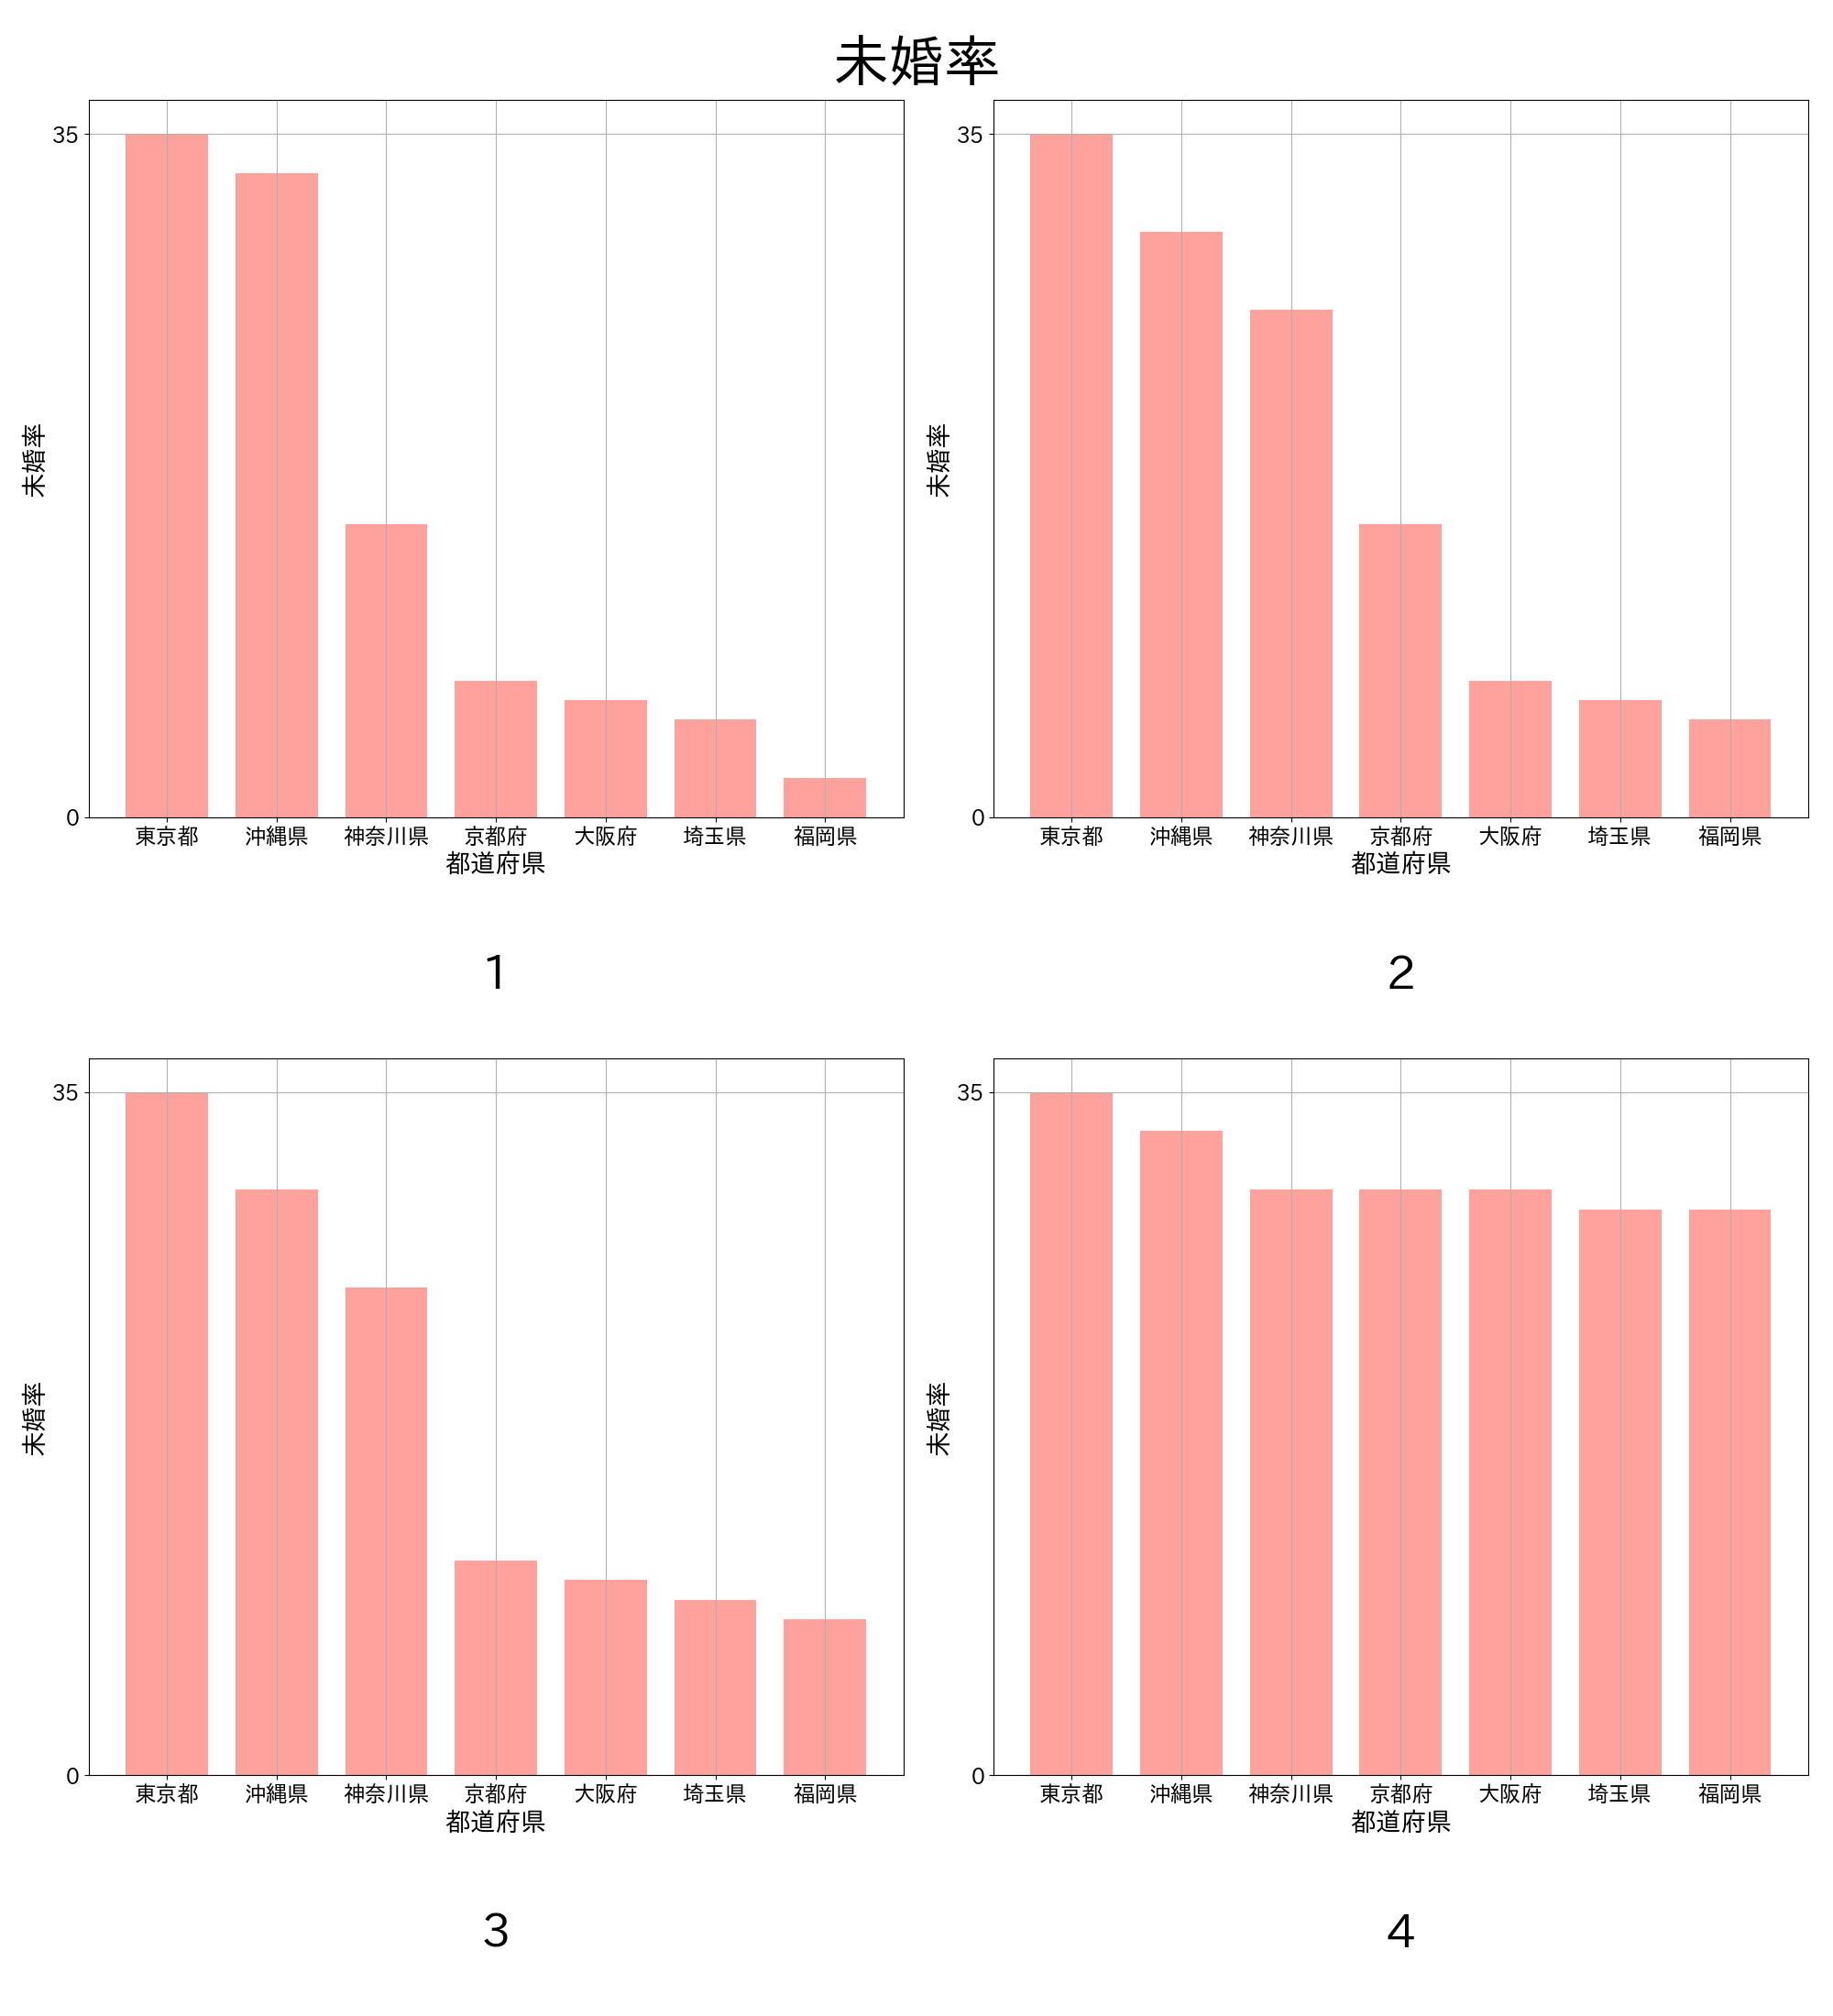 未婚率
35
0
未婚率
東京都 沖縄県 神奈川県 京都府 大阪府 埼玉県 福岡県
都道府県
1
35
0
未婚率
東京都 沖縄県 神奈川県 京都府 大阪府 埼玉県 福岡県
都道府県
2
35
0
未婚率
東京都 沖縄県 神奈川県 京都府 大阪府 埼玉県 福岡県
都道府県
3
35
0
未婚率
東京都 沖縄県 神奈川県 京都府 大阪府 埼玉県 福岡県
都道府県
4